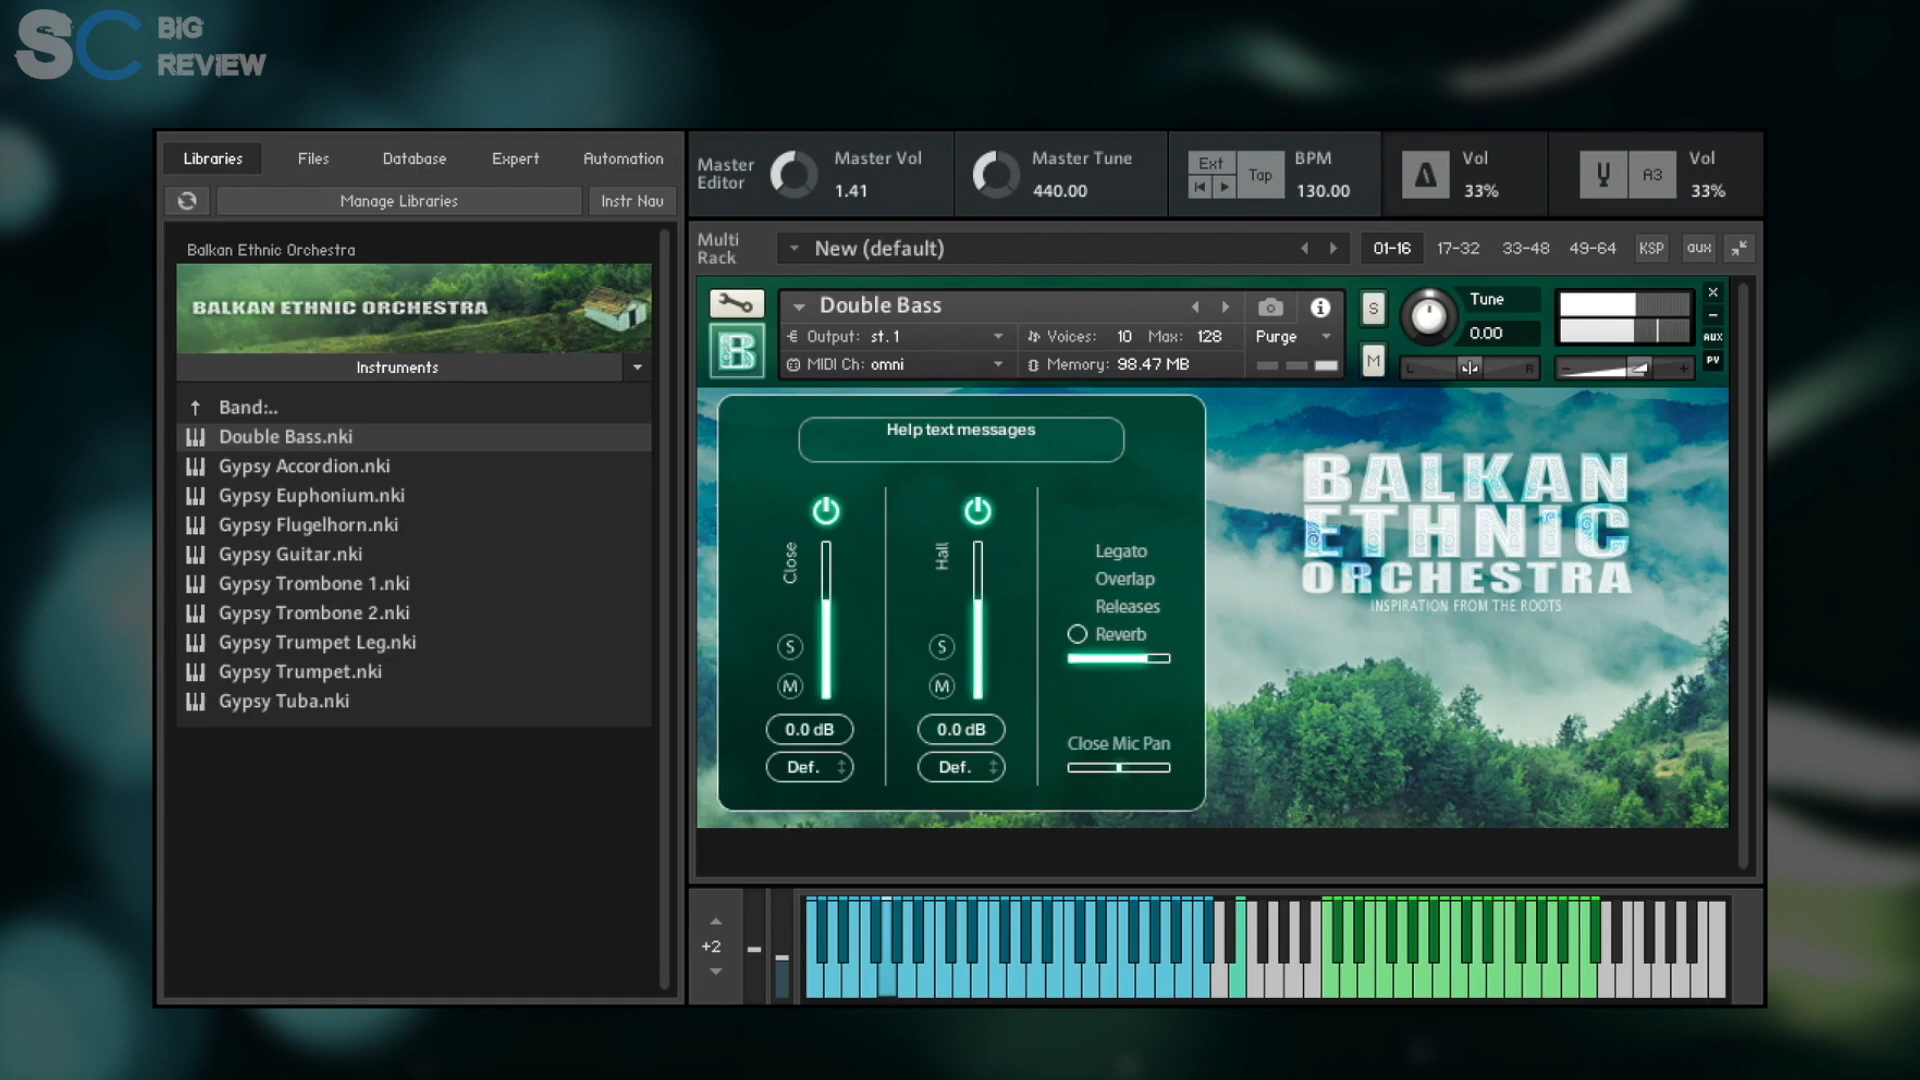 SC BIG
REVIEW
Libraries Files Database Expert Automation
Manage Libraries Instr Nav
Balkan Ethnic Orchestra
BALKAN ETHNIC ORCHESTRA
Instruments
Band:..
Double Bass.nki
Gypsy Accordion.nki
Gypsy Euphonium.nki
Gypsy Flugelhorn.nki
Gypsy Guitar.nki
Gypsy Trombone 1.nki
Gypsy Trombone 2.nki
Gypsy Trumpet Leg.nki
Gypsy Trumpet.nki
Gypsy Tuba.nki
Master
Editor
Master Vol
1.41
Master Tune
440.00
Ext Tap
BPM
130.00
Vol
33%
A3
Vol
33%
Multi
Rack
New (default)
01-16 17-32 33-48 49-64 KSP aux
B
Double Bass
Output: st. 1 Voices: 10 Max: 128 Purge
MIDI Ch: omni Memory: 98.47 MB
S
M
Tune
0.00
L R
- +
x
-
AUX
PV
Help text messages
Close
S
M
0.0 dB
Def.
Hall
S
M
0.0 dB
Def.
Legato
Overlap
Releases
Reverb
Close Mic Pan
BALKAN
ETHNIC
ORCHESTRA
INSPIRATION FROM THE ROOTS
+2